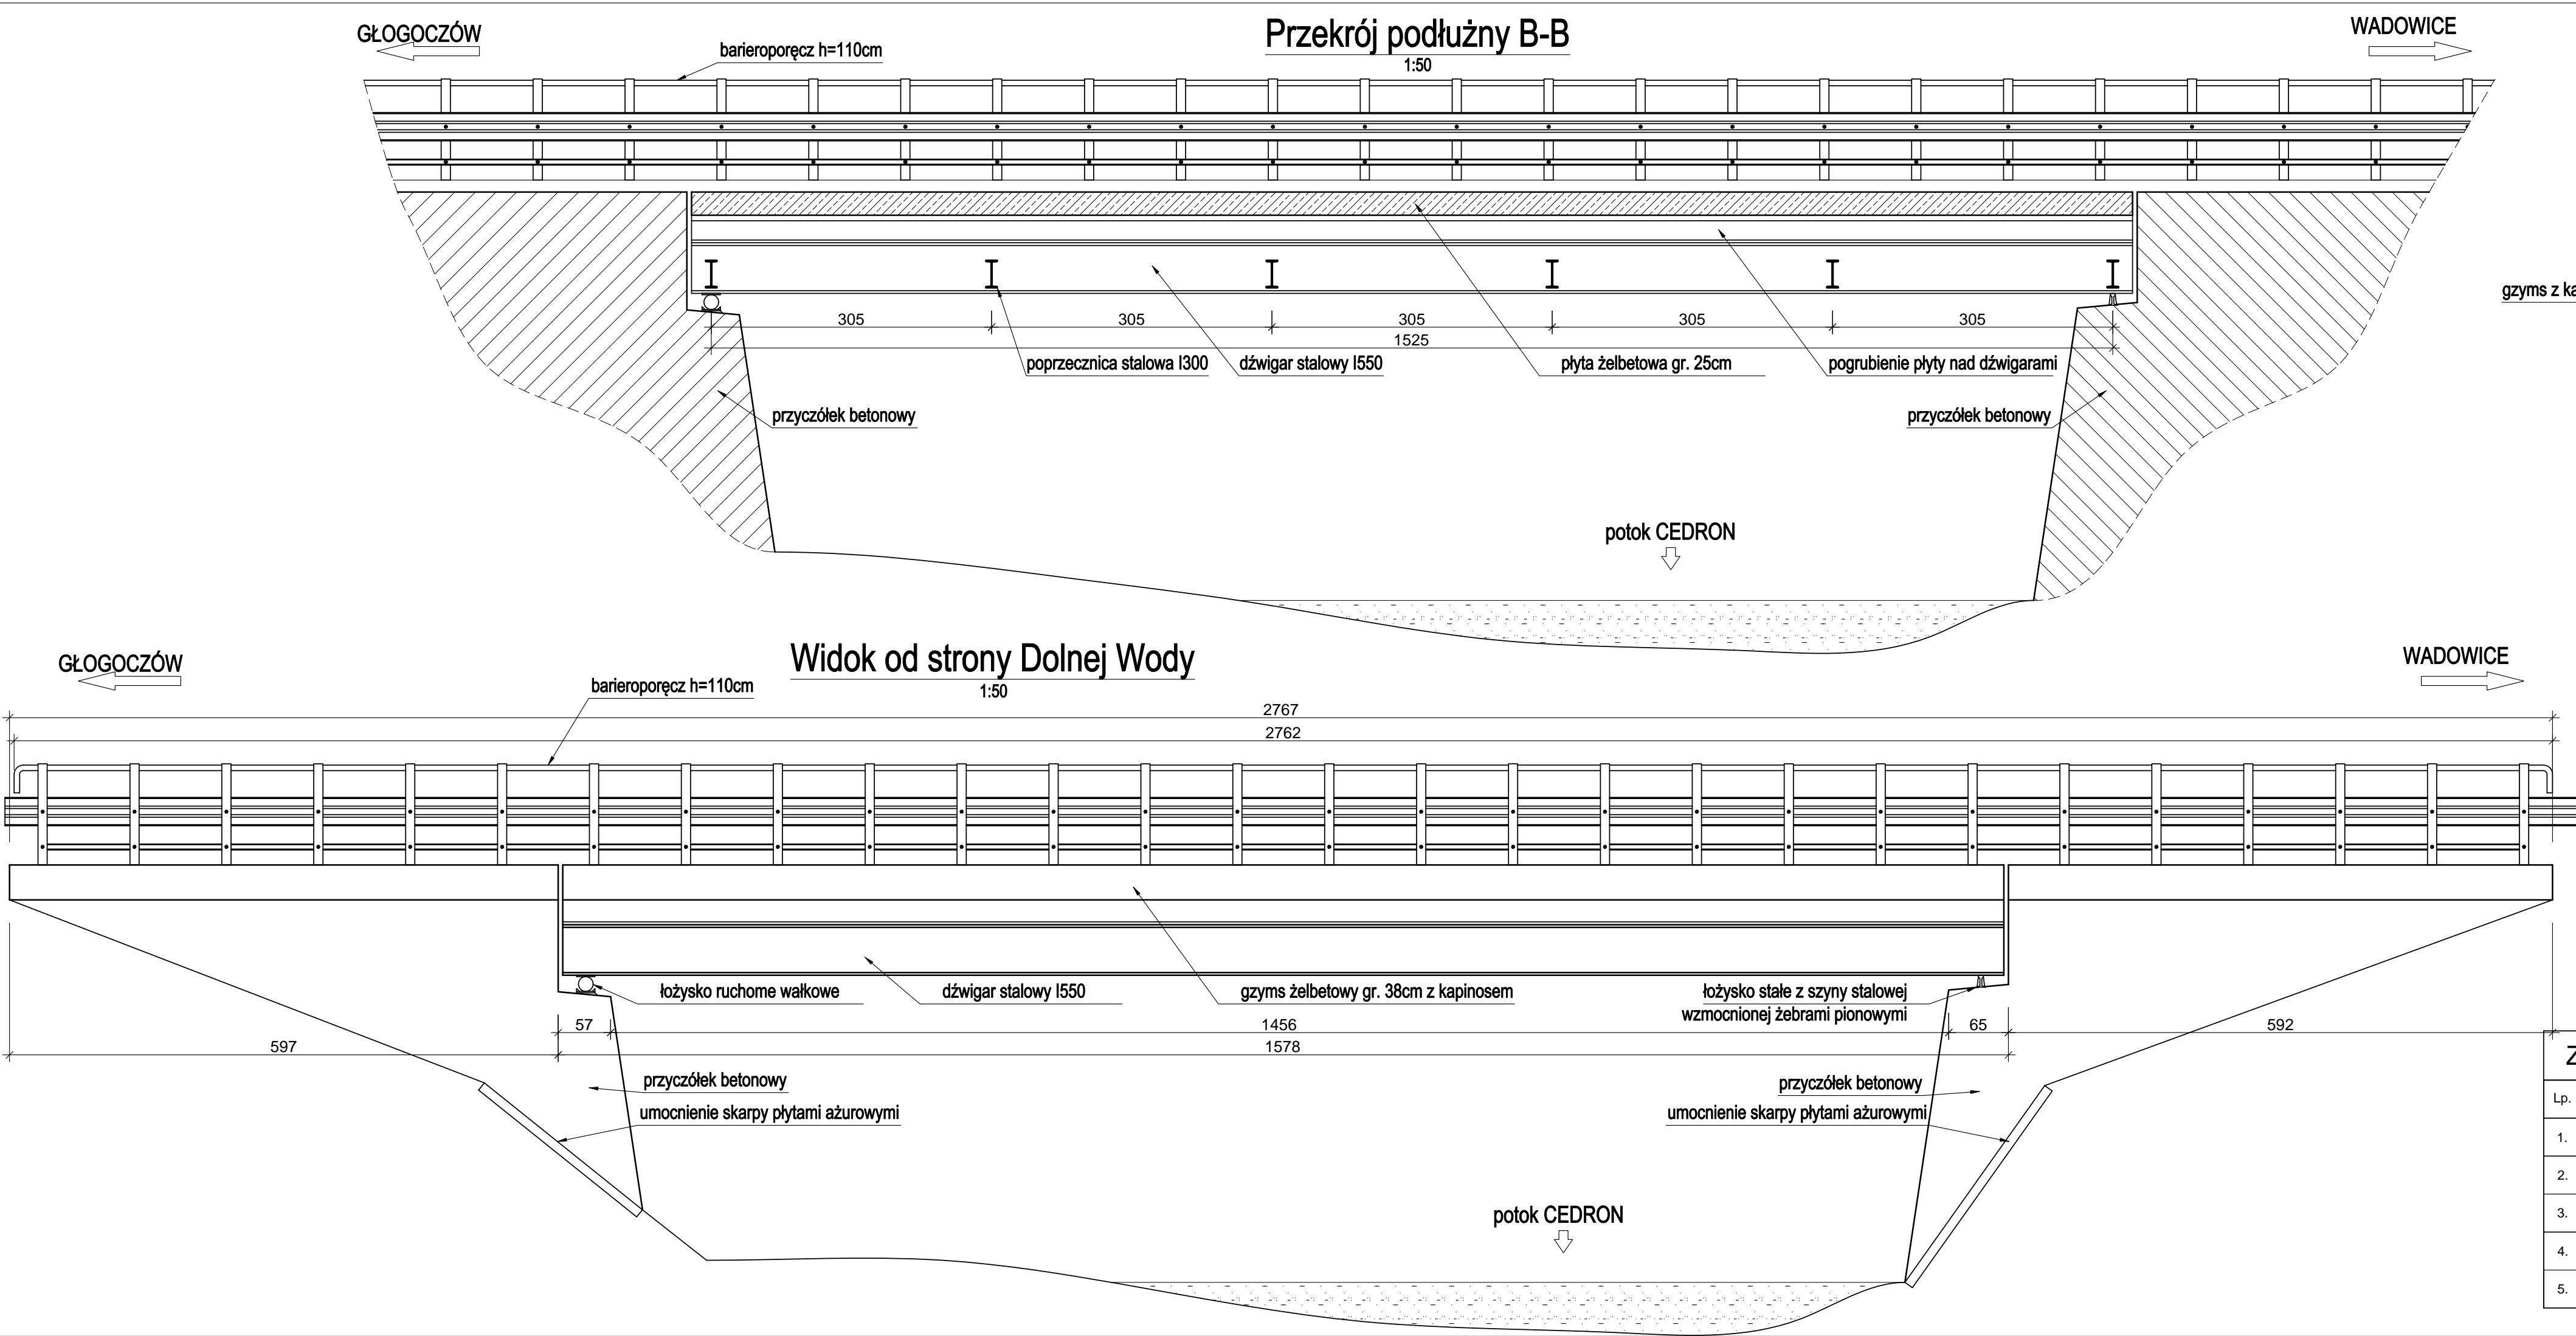 GŁOGOCZÓW
barieroporęcz h=110cm
Przekrój podłużny B-B
1:50
WADOWICE
gzyms z ka
305
305
305
305
305
1525
poprzecznica stalowa I300
dźwigar stalowy I550
płyta żelbetowa gr. 25cm
pogrubienie płyty nad dźwigarami
przyczółek betonowy
przyczółek betonowy
potok CEDRON
GŁOGOCZÓW
barieroporęcz h=110cm
Widok od strony Dolnej Wody
1:50
WADOWICE
2767
2762
łożysko ruchome wałkowe
dźwigar stalowy I550
gzyms żelbetowy gr. 38cm z kapinosem
łożysko stałe z szyny stalowej
wzmocnionej żebrami pionowymi
57
1456
65
592
597
1578
przyczółek betonowy
umocnienie skarpy płytami ażurowymi
przyczółek betonowy
umocnienie skarpy płytami ażurowymi
potok CEDRON
Z
Lp.
1.
2.
3.
4.
5.